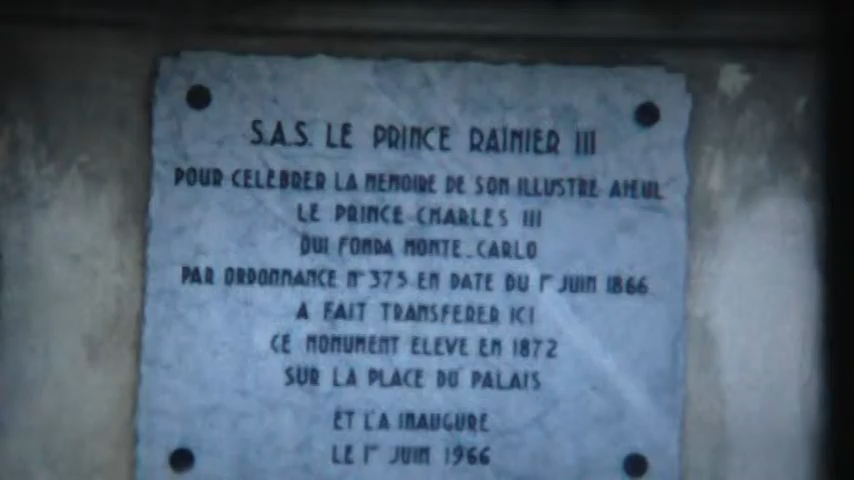 S.A.S. LE PRINCE RAINIER III
POUR CELEBRER LA MEMOIRE DE SON ILLUSTRE AIEUL
LE PRINCE CHARLES III
QUI FONDA MONTE-CARLO
PAR ORDONNANCE N° 375 EN DATE DU 1er JUIN 1866
A FAIT TRANSFERER ICI
CE MONUMENT ELEVE EN 1872
SUR LA PLACE DU PALAIS
ET L'A INAUGURE
LE 1er JUIN 1966